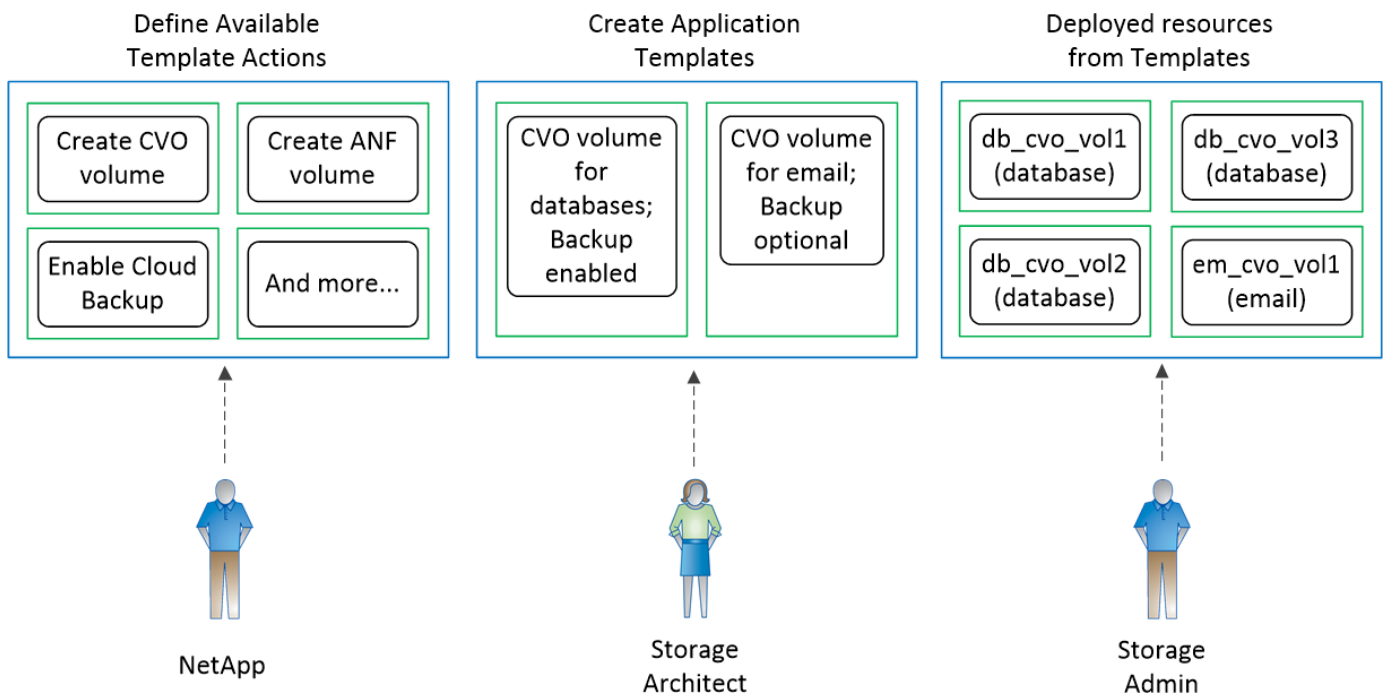 Define Available
Template Actions
Create CVO
volume
Create ANF
volume
Enable Cloud
Backup
And more...
NetApp
Create Application
Templates
CVO volume
for
databases;
Backup
enabled
CVO volume
for email;
Backup
optional
Storage
Architect
Deployed resources
from Templates
db_cvo_vol1
(database)
db_cvo_vol3
(database)
db_cvo_vol2
(database)
em_cvo_vol1
(email)
Storage
Admin